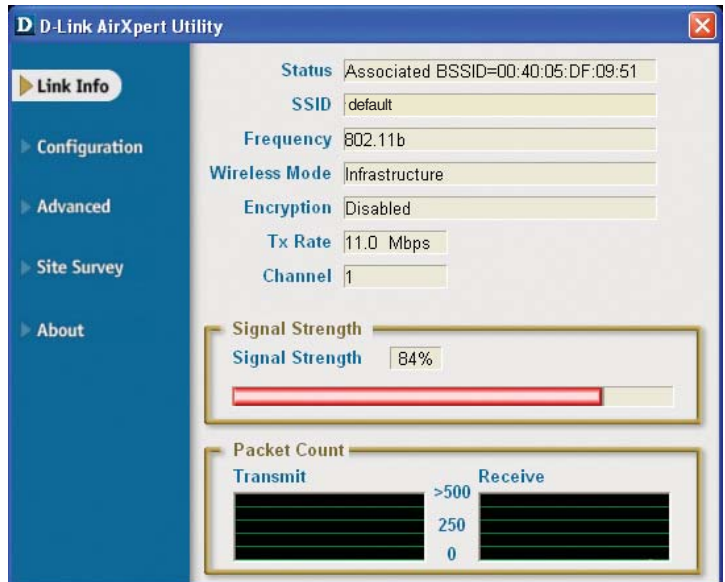 D D-Link AirXpert Utility
Link Info
Configuration
Advanced
Site Survey
About
Status Associated BSSID=00:40:05:DF:09:51
SSID default
Frequency 802.11b
Wireless Mode Infrastructure
Encryption Disabled
Tx Rate 11.0 Mbps
Channel 1
Signal Strength
Signal Strength 84%
Packet Count
Transmit Receive
>500
250
0